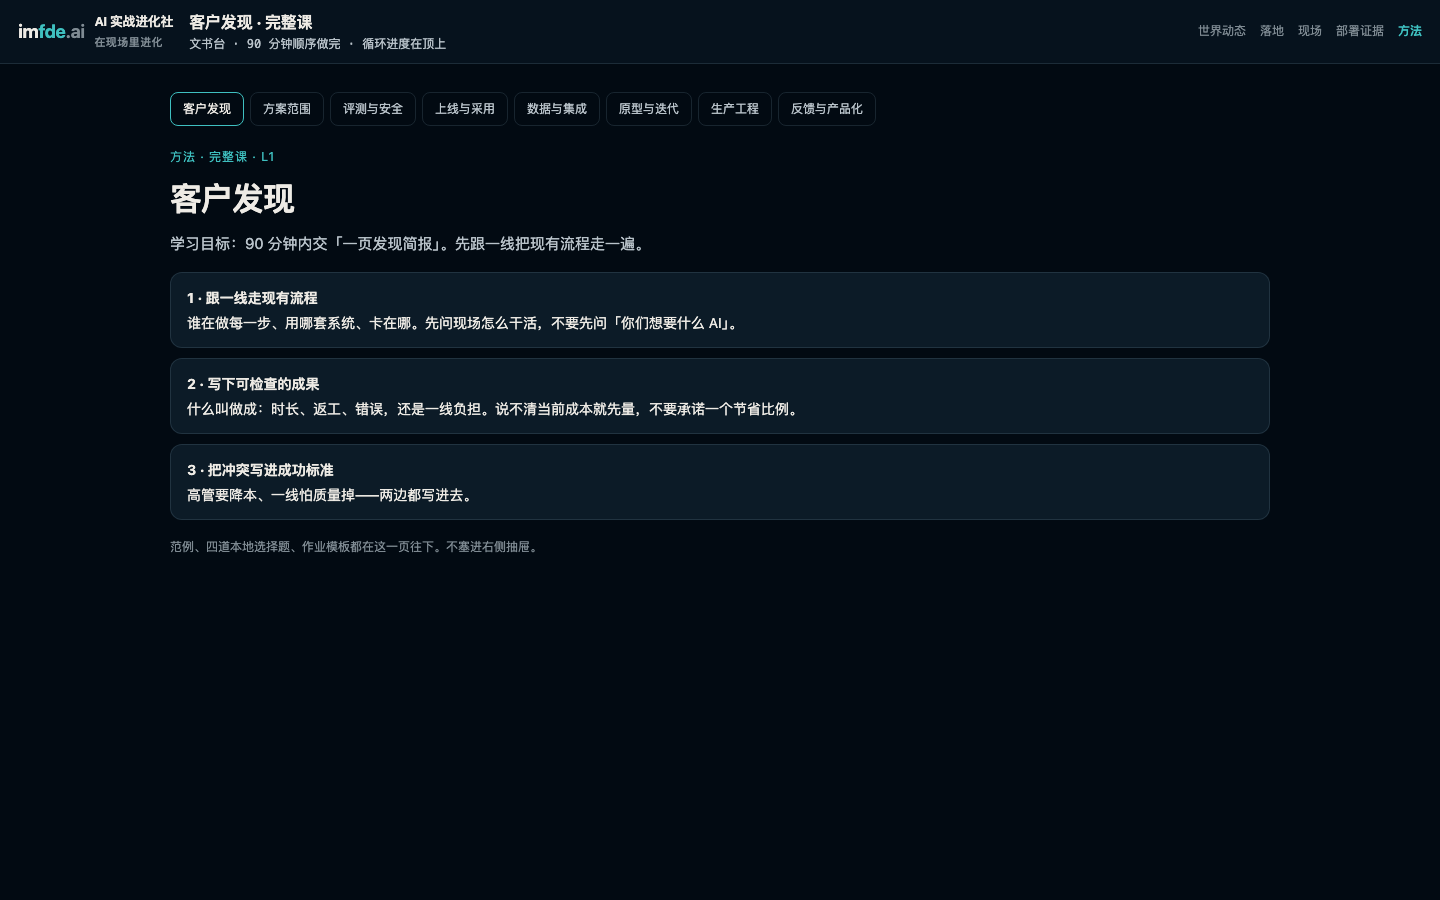 imfde.ai
AI 实战进化社
在现场里进化
客户发现 · 完整课
文书台 · 90 分钟顺序做完 · 循环进度在顶上
世界动态 落地 现场 部署证据 方法
客户发现 方案范围 评测与安全 上线与采用 数据与集成 原型与迭代 生产工程 反馈与产品化
方法 · 完整课 · L1
客户发现
学习目标：90 分钟内交「一页发现简报」。先跟一线把现有流程走一遍。
1 · 跟一线走现有流程
谁在做每一步、用哪套系统、卡在哪。先问现场怎么干活，不要先问「你们想要什么 AI」。
2 · 写下可检查的成果
什么叫做成：时长、返工、错误，还是一线负担。说不清当前成本就先量，不要承诺一个节省比例。
3 · 把冲突写进成功标准
高管要降本、一线怕质量掉——两边都写进去。
范例、四道本地选择题、作业模板都在这一页往下。不塞进右侧抽屉。